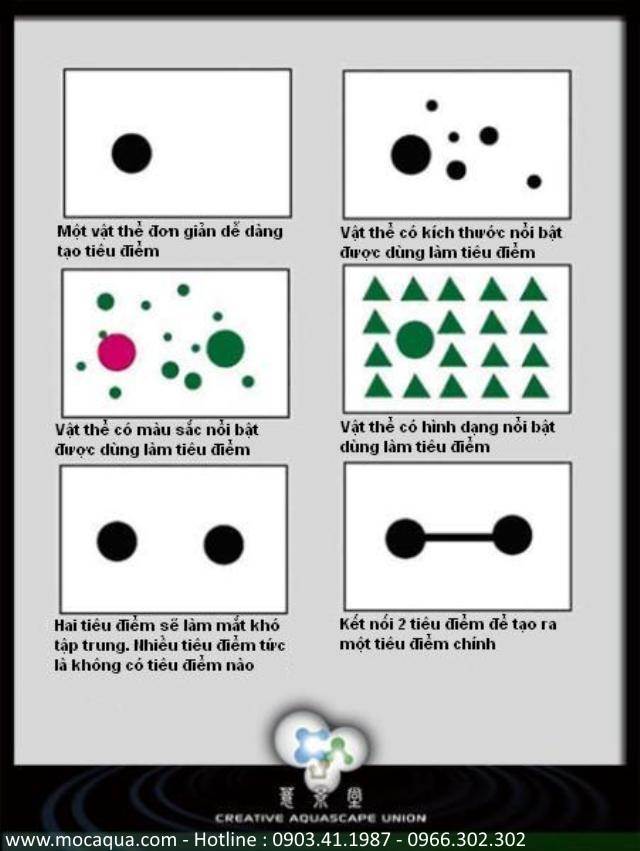 Một vật thể đơn giản dễ dàng
tạo tiêu điểm
Vật thể có kích thước nổi bật
được dùng làm tiêu điểm
Vật thể có màu sắc nổi bật
được dùng làm tiêu điểm
Vật thể có hình dạng nổi bật
dùng làm tiêu điểm
Hai tiêu điểm sẽ làm mắt khó
tập trung. Nhiều tiêu điểm tức
là không có tiêu điểm nào
Kết nối 2 tiêu điểm để tạo ra
một tiêu điểm chính
CREATIVE AQUASCAPE UNION
www.mocaqua.com - Hotline : 0903.41.1987 - 0966.302.302